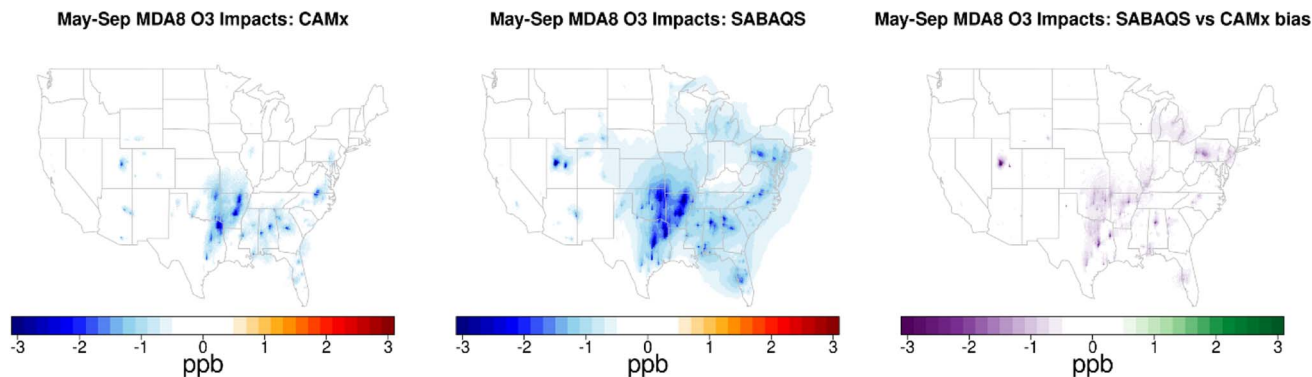 May-Sep MDA8 O3 Impacts: CAMx
May-Sep MDA8 O3 Impacts: SABAQS
May-Sep MDA8 O3 Impacts: SABAQS vs CAMx bias
-3 -2 -1 0 1 2 3
ppb
-3 -2 -1 0 1 2 3
ppb
-3 -2 -1 0 1 2 3
ppb